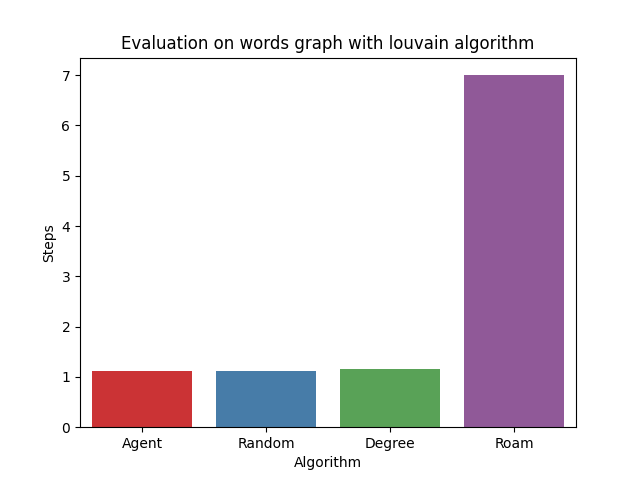 Evaluation on words graph with louvain algorithm
7
6
5
4
3
2
1
0
Steps
Agent Random Degree Roam
Algorithm